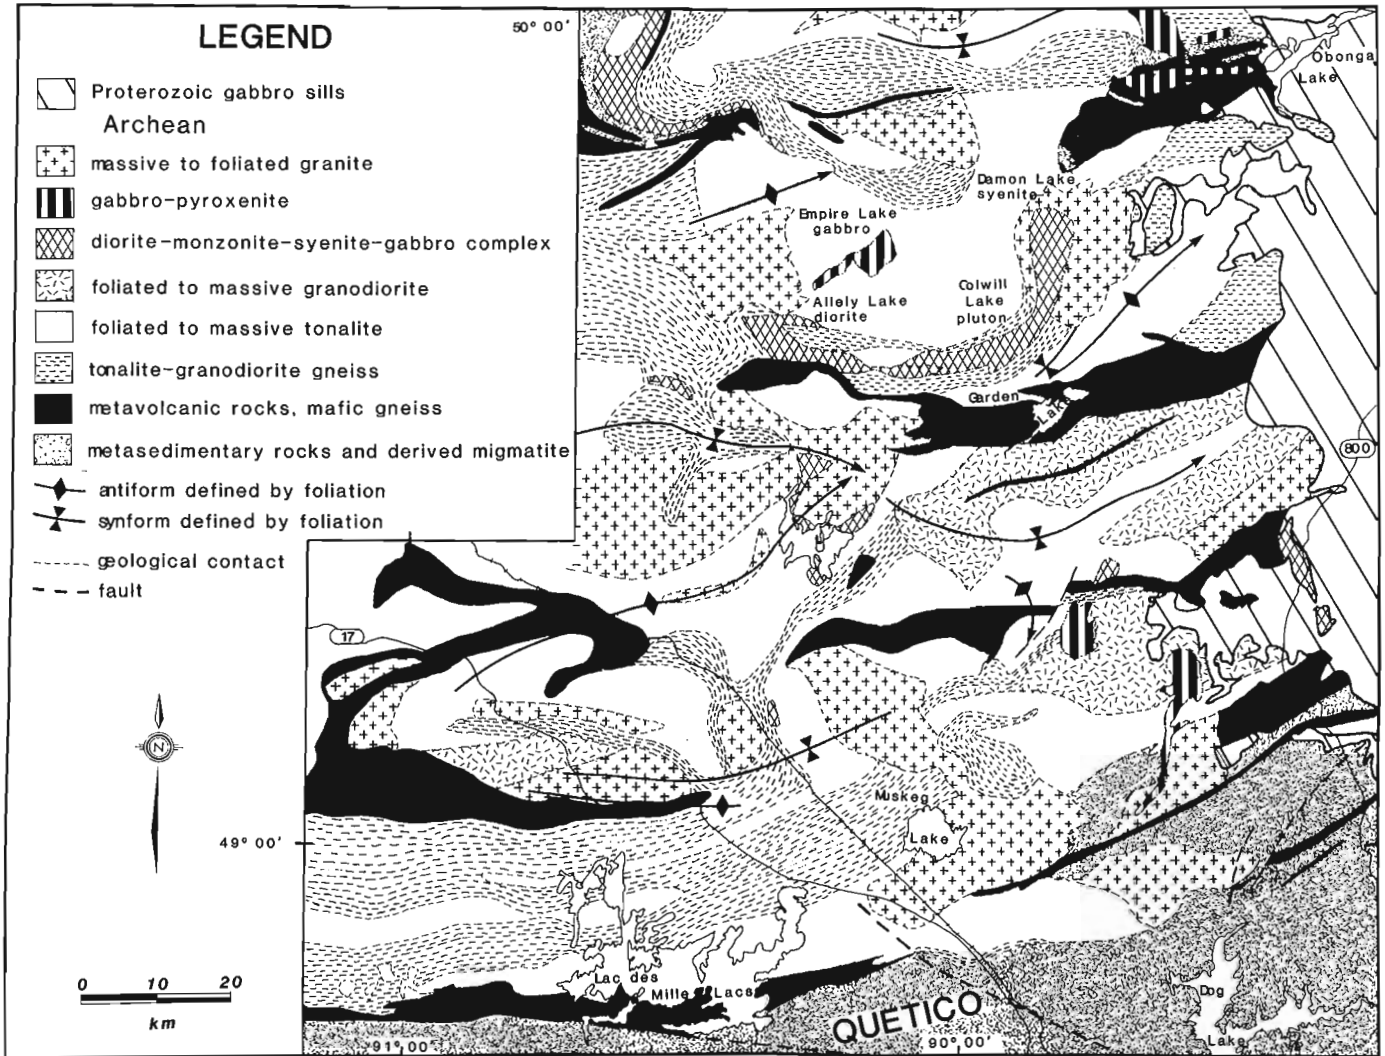 LEGEND
Proterozoic gabbro sills
Archean
massive to foliated granite
gabbro-pyroxenite
diorite-monzonite-syenite-gabbro complex
foliated to massive granodiorite
foliated to massive tonalite
tonalite-granodiorite gneiss
metavolcanic rocks, mafic gneiss
metasedimentary rocks and derived migmatite
antiform defined by foliation
synform defined by foliation
geological contact
fault
N
0 10 20
km
50° 00'
49° 00'
91° 00'
90° 00'
Obonga
Lake
Damon Lake
syenite
Empire Lake
gabbro
Allely Lake
diorite
Colwill
Lake
pluton
Garden
Lake
800
17
Muskeg
Lake
Lac des
Mille Lacs
QUETICO
Dog
Lake